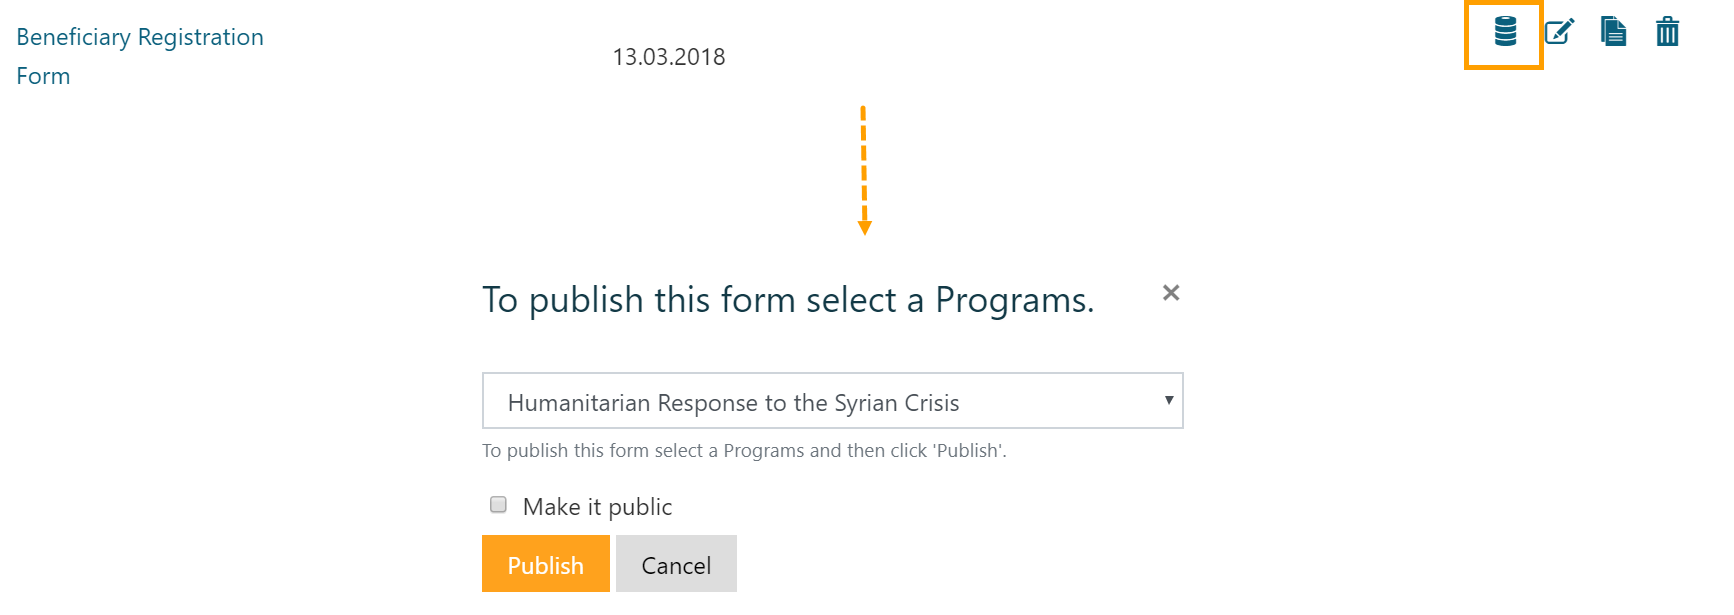 Beneficiary Registration
Form
13.03.2018
To publish this form select a Programs.
Humanitarian Response to the Syrian Crisis
To publish this form select a Programs and then click 'Publish'.
Make it public
Publish
Cancel